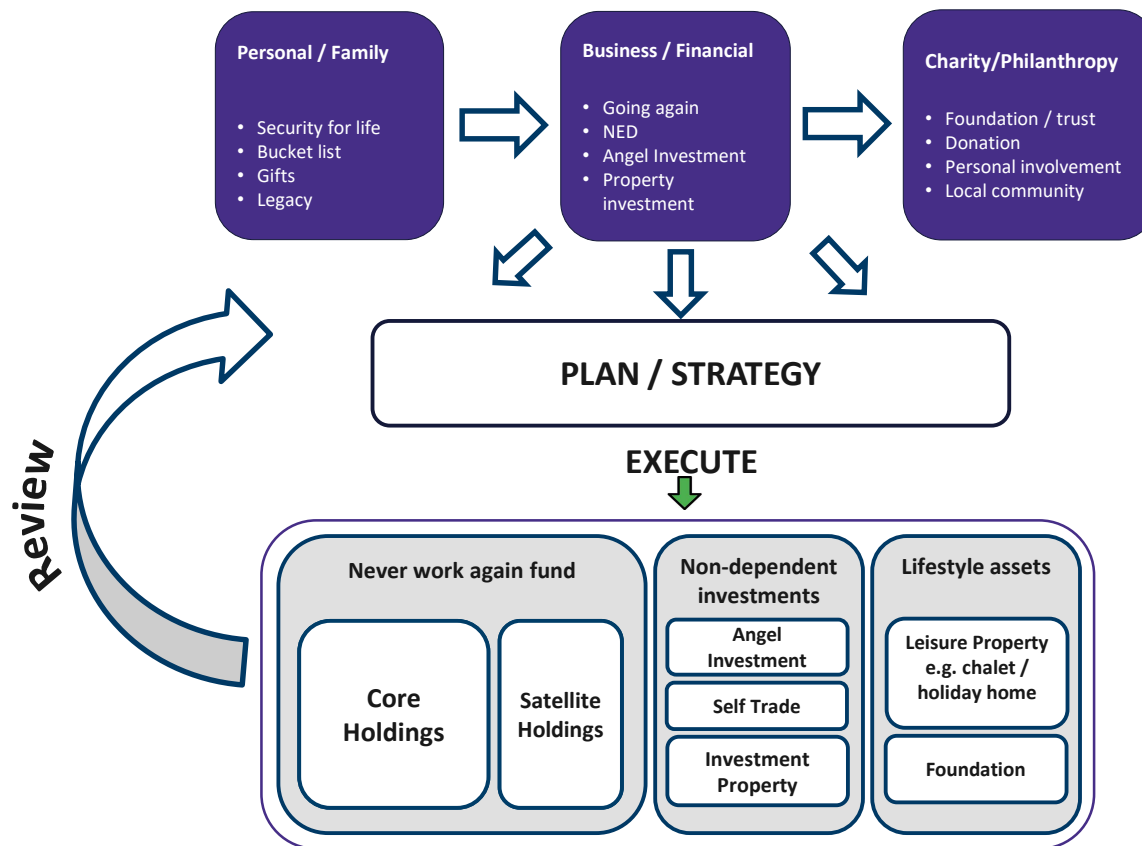 Personal / Family
• Security for life
• Bucket list
• Gifts
• Legacy
Business / Financial
• Going again
• NED
• Angel Investment
• Property
investment
Charity/Philanthropy
• Foundation / trust
• Donation
• Personal involvement
• Local community
PLAN / STRATEGY
EXECUTE
Review
Never work again fund
Core
Holdings
Satellite
Holdings
Non-dependent
investments
Angel
Investment
Self Trade
Investment
Property
Lifestyle assets
Leisure Property
e.g. chalet /
holiday home
Foundation